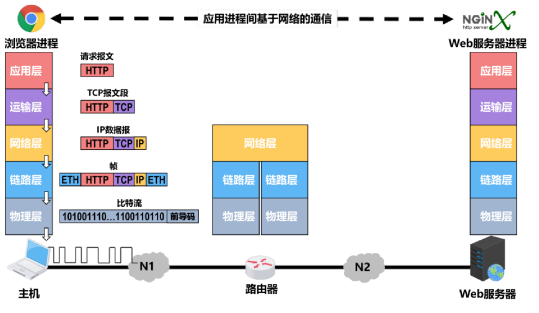 应用进程间基于网络的通信
NGiNX
http server
浏览器进程
Web服务器进程
请求报文
应用层
HTTP
应用层
TCP报文段
运输层
HTTP TCP
运输层
IP数据报
网络层
HTTP TCP IP
网络层
网络层
帧
链路层
ETH HTTP TCP IP ETH
链路层 链路层
链路层
比特流
物理层
101001110...1100110110 前导码
物理层 物理层
物理层
N1
N2
主机
路由器
Web服务器